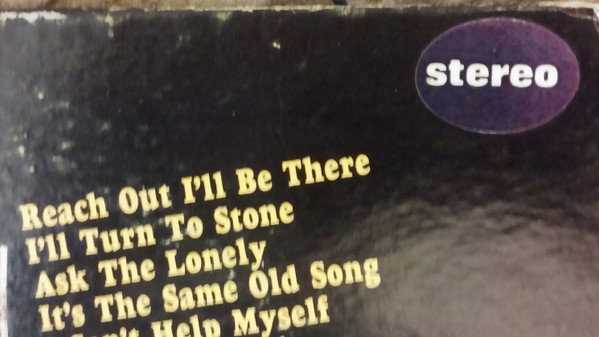 stereo
Reach Out I'll Be There
I'll Turn To Stone
Ask The Lonely
It's The Same Old Song
Help Myself